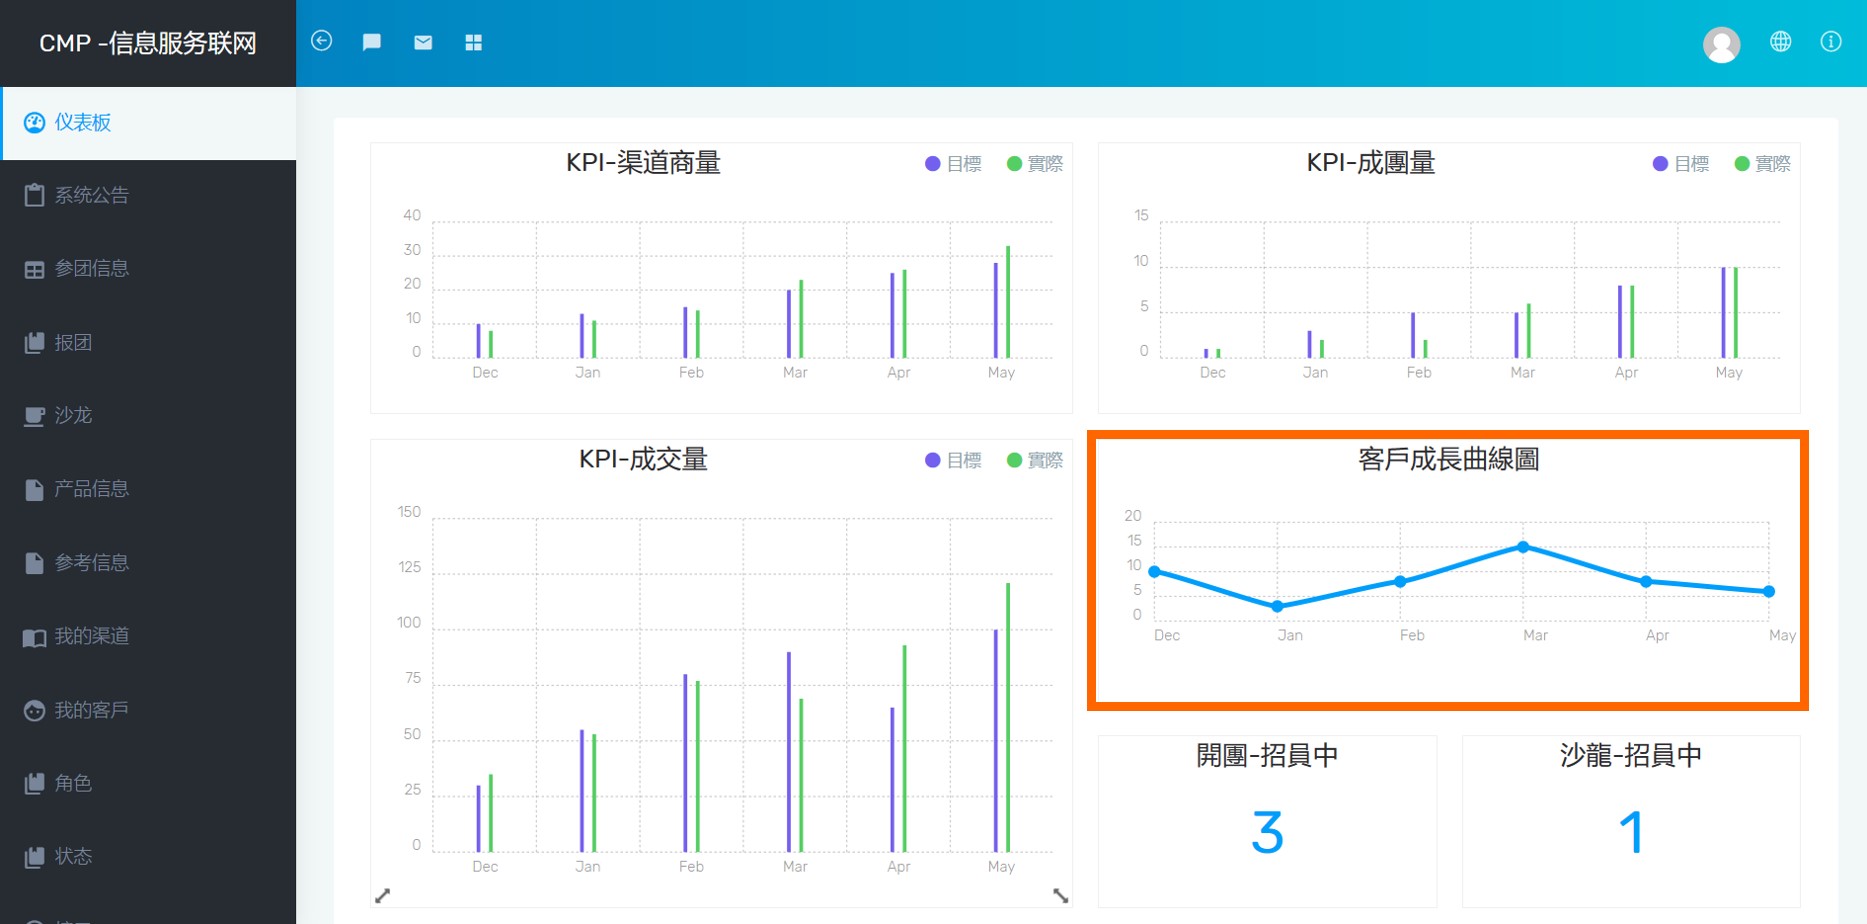 CMP -信息服务联网
仪表板
系统公告
参团信息
报团
沙龙
产品信息
参考信息
我的渠道
我的客戶
角色
状态
KPI-渠道商量
目標
實際
40
30
20
10
0
Dec
Jan
Feb
Mar
Apr
May
KPI-成團量
目標
實際
15
10
5
0
Dec
Jan
Feb
Mar
Apr
May
KPI-成交量
目標
實際
150
125
100
75
50
25
0
Dec
Jan
Feb
Mar
Apr
May
客戶成長曲線圖
20
15
10
5
0
Dec
Jan
Feb
Mar
Apr
May
開團-招員中
3
沙龍-招員中
1